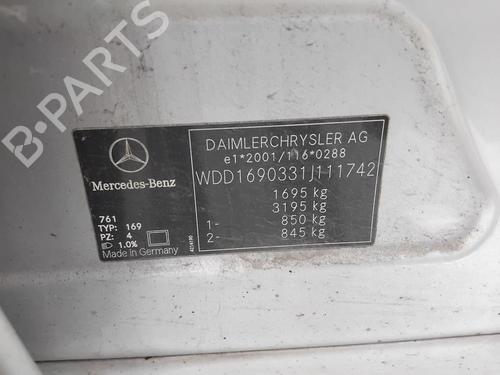 B-PARTS
DAIMLERCHRYSLER AG
e1*2001/116*0288
WDD1690331J111742
1695 kg
3195 kg
1- 850 kg
2- 845 kg
Mercedes-Benz
761
TYP: 169
PZ: 4
1.0%
Made in Germany